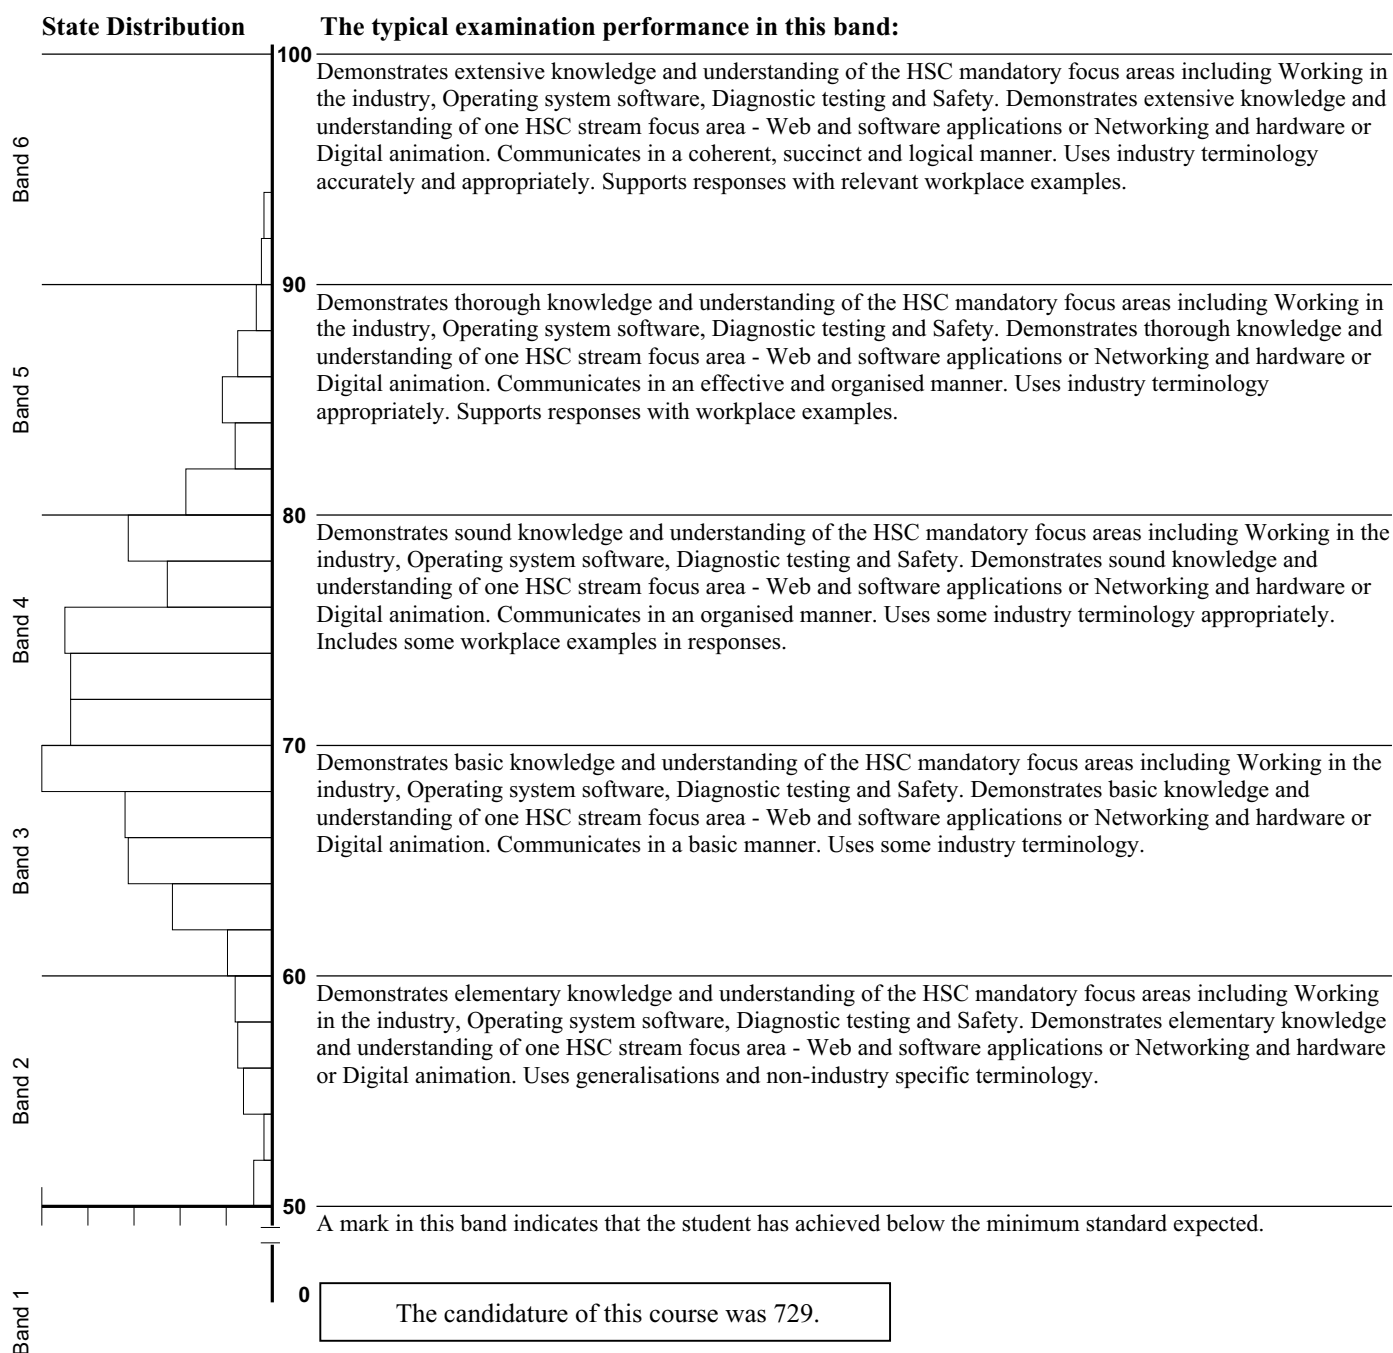 State Distribution
The typical examination performance in this band:
100
Demonstrates extensive knowledge and understanding of the HSC mandatory focus areas including Working in
the industry, Operating system software, Diagnostic testing and Safety. Demonstrates extensive knowledge and
understanding of one HSC stream focus area - Web and software applications or Networking and hardware or
Digital animation. Communicates in a coherent, succinct and logical manner. Uses industry terminology
accurately and appropriately. Supports responses with relevant workplace examples.
Band 6
90
Demonstrates thorough knowledge and understanding of the HSC mandatory focus areas including Working in
the industry, Operating system software, Diagnostic testing and Safety. Demonstrates thorough knowledge and
understanding of one HSC stream focus area - Web and software applications or Networking and hardware or
Digital animation. Communicates in an effective and organised manner. Uses industry terminology
appropriately. Supports responses with workplace examples.
Band 5
80
Demonstrates sound knowledge and understanding of the HSC mandatory focus areas including Working in the
industry, Operating system software, Diagnostic testing and Safety. Demonstrates sound knowledge and
understanding of one HSC stream focus area - Web and software applications or Networking and hardware or
Digital animation. Communicates in an organised manner. Uses some industry terminology appropriately.
Includes some workplace examples in responses.
Band 4
70
Demonstrates basic knowledge and understanding of the HSC mandatory focus areas including Working in the
industry, Operating system software, Diagnostic testing and Safety. Demonstrates basic knowledge and
understanding of one HSC stream focus area - Web and software applications or Networking and hardware or
Digital animation. Communicates in a basic manner. Uses some industry terminology.
Band 3
60
Demonstrates elementary knowledge and understanding of the HSC mandatory focus areas including Working
in the industry, Operating system software, Diagnostic testing and Safety. Demonstrates elementary knowledge
and understanding of one HSC stream focus area - Web and software applications or Networking and hardware
or Digital animation. Uses generalisations and non-industry specific terminology.
Band 2
50
A mark in this band indicates that the student has achieved below the minimum standard expected.
0
Band 1
The candidature of this course was 729.